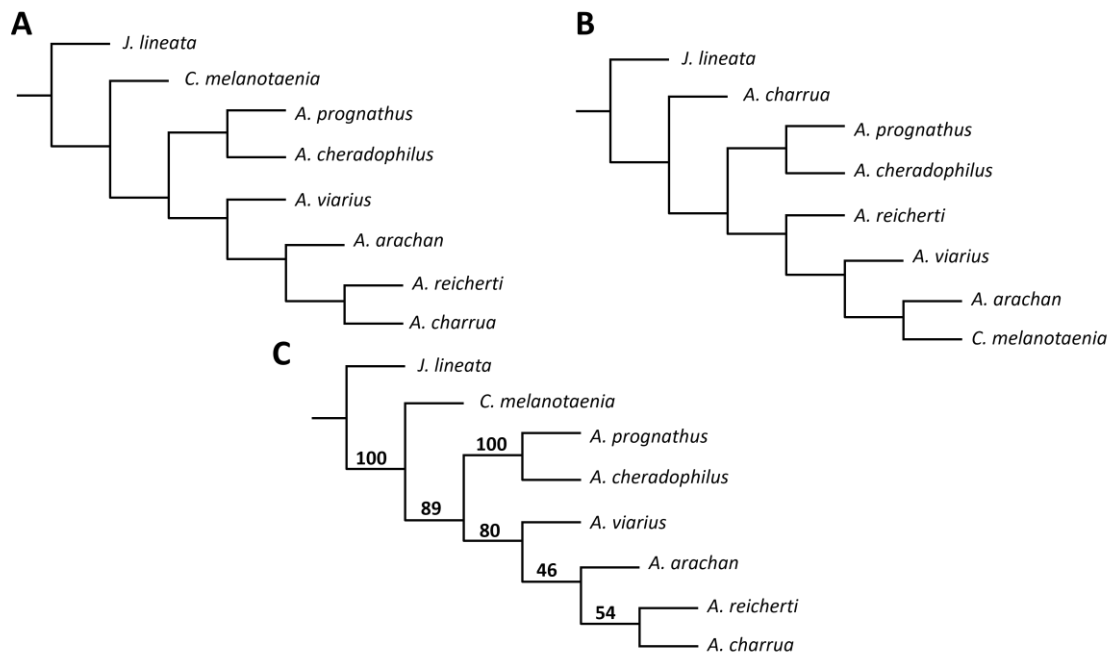 A
J. lineata
C. melanotaenia
A. prognathus
A. cheradophilus
A. viarius
A. arachan
A. reicherti
A. charrua
B
J. lineata
A. charrua
A. prognathus
A. cheradophilus
A. reicherti
A. viarius
A. arachan
C. melanotaenia
C
J. lineata
C. melanotaenia
100
100
A. prognathus
A. cheradophilus
89
80
A. viarius
46
A. arachan
54
A. reicherti
A. charrua